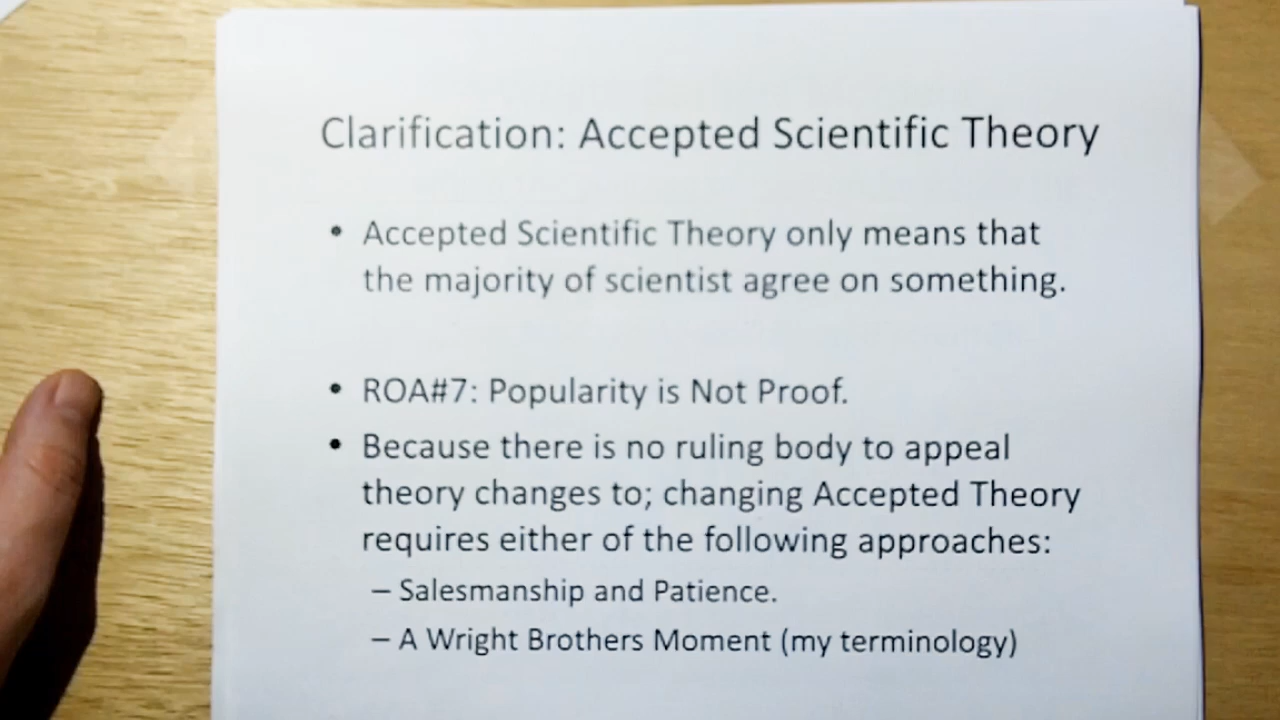 Clarification: Accepted Scientific Theory
• Accepted Scientific Theory only means that
the majority of scientist agree on something.
• ROA#7: Popularity is Not Proof.
• Because there is no ruling body to appeal
theory changes to; changing Accepted Theory
requires either of the following approaches:
– Salesmanship and Patience.
– A Wright Brothers Moment (my terminology)